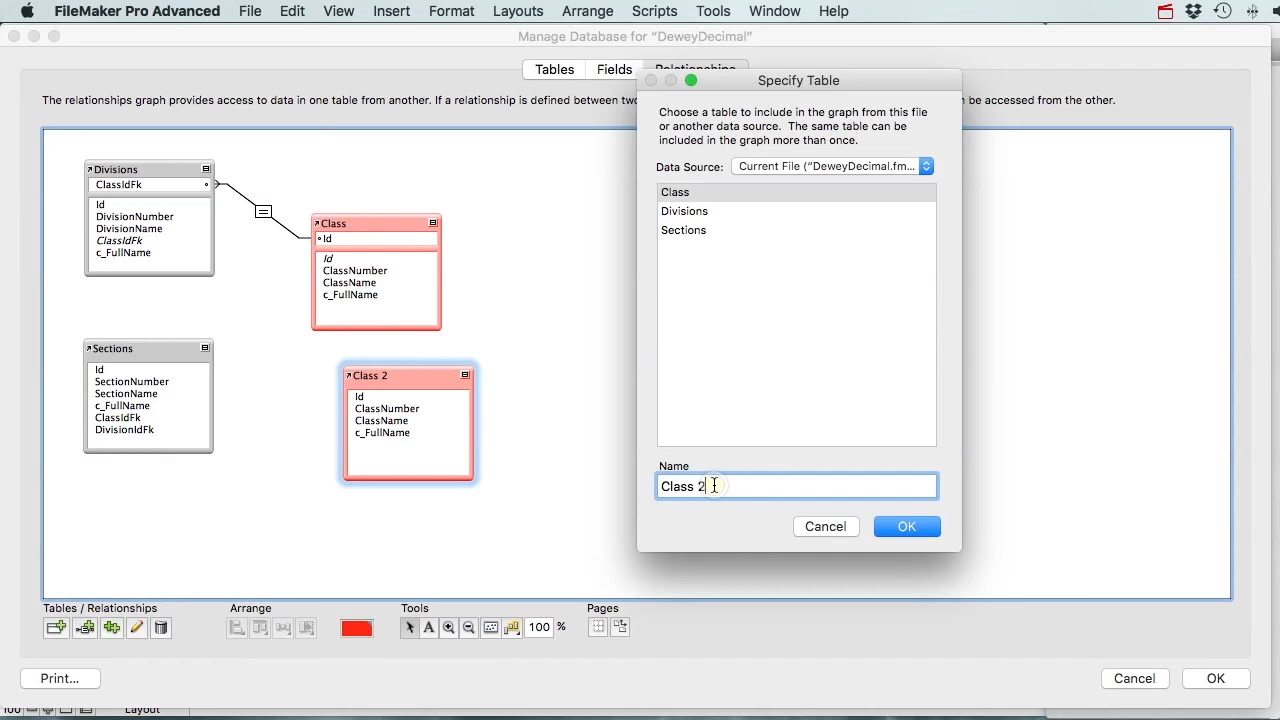 FileMaker Pro Advanced File Edit View Insert Format Layouts Arrange Scripts Tools Window Help
Manage Database for “DeweyDecimal”
Tables Fields Relationships
The relationships graph provides access to data in one table from another. If a relationship is defined between two
be accessed from the other.
Specify Table
Choose a table to include in the graph from this file
or another data source. The same table can be
included in the graph more than once.
Data Source: Current File (“DeweyDecimal.fm...
Class
Divisions
Sections
Name
Class 2
Cancel OK
Divisions
ClassIdFk
Id
DivisionNumber
DivisionName
ClassIdFk
c_FullName
Class
Id
Id
ClassNumber
ClassName
c_FullName
Sections
Id
SectionNumber
SectionName
c_FullName
ClassIdFk
DivisionIdFk
Class 2
Id
ClassNumber
ClassName
c_FullName
Tables / Relationships Arrange Tools Pages
A 100 %
Print... Cancel OK
100 Layout